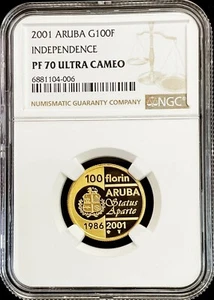 2001 ARUBA G100F
INDEPENDENCE
PF 70 ULTRA CAMEO
6881104-006
NUMISMATIC GUARANTY COMPANY
NGC
100 florin
ARUBA
Status
Aparte
1986 2001